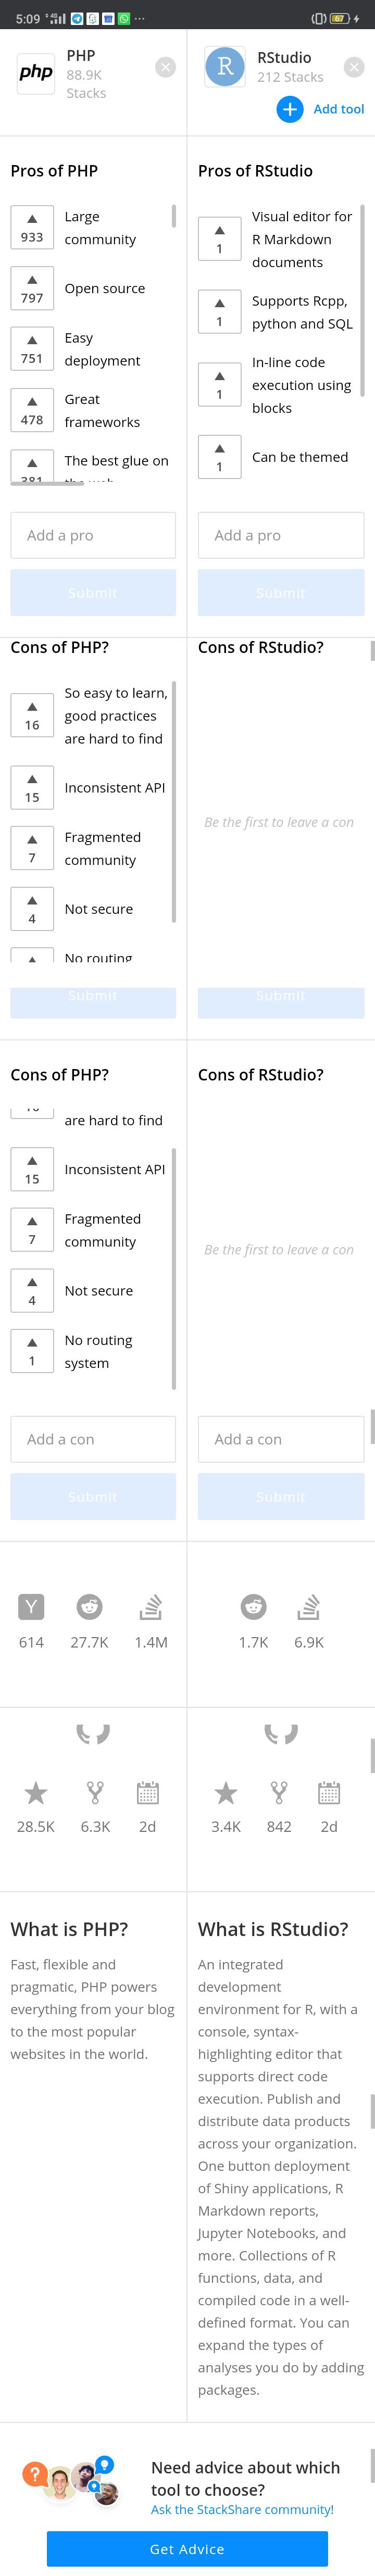 5:09
67
php
PHP
88.9K
Stacks
R
RStudio
212 Stacks
Add tool
Pros of PHP
933
Large
community
797
Open source
751
Easy
deployment
478
Great
frameworks
381
The best glue on
the web
Add a pro
Submit
Pros of RStudio
1
Visual editor for
R Markdown
documents
1
Supports Rcpp,
python and SQL
1
In-line code
execution using
blocks
1
Can be themed
Add a pro
Submit
Cons of PHP?
16
So easy to learn,
good practices
are hard to find
15
Inconsistent API
7
Fragmented
community
4
Not secure
No routing
Submit
Cons of RStudio?
Be the first to leave a con
Submit
Cons of PHP?
16
are hard to find
15
Inconsistent API
7
Fragmented
community
4
Not secure
1
No routing
system
Add a con
Submit
Cons of RStudio?
Be the first to leave a con
Add a con
Submit
Y
614 27.7K 1.4M
1.7K 6.9K
28.5K 6.3K 2d
3.4K 842 2d
What is PHP?
Fast, flexible and
pragmatic, PHP powers
everything from your blog
to the most popular
websites in the world.
What is RStudio?
An integrated
development
environment for R, with a
console, syntax-
highlighting editor that
supports direct code
execution. Publish and
distribute data products
across your organization.
One button deployment
of Shiny applications, R
Markdown reports,
Jupyter Notebooks, and
more. Collections of R
functions, data, and
compiled code in a well-
defined format. You can
expand the types of
analyses you do by adding
packages.
?
Need advice about which
tool to choose?
Ask the StackShare community!
Get Advice